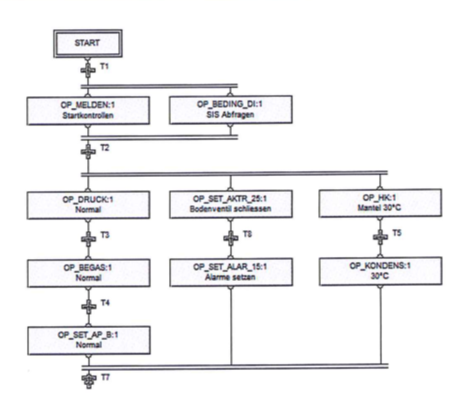 START
T1
OP_MELDEN:1
Startkontrollen
OP_BEDING_DI:1
SIS Abfragen
T2
OP_DRUCK:1
Normal
OP_SET_AKTR_25:1
Bodenventil schliessen
OP_HK:1
Mantel 30°C
T3
T8
T5
OP_BEGAS:1
Normal
OP_SET_ALAR_15:1
Alarme setzen
OP_KONDENS:1
30°C
T4
OP_SET_AP_B:1
Normal
T7